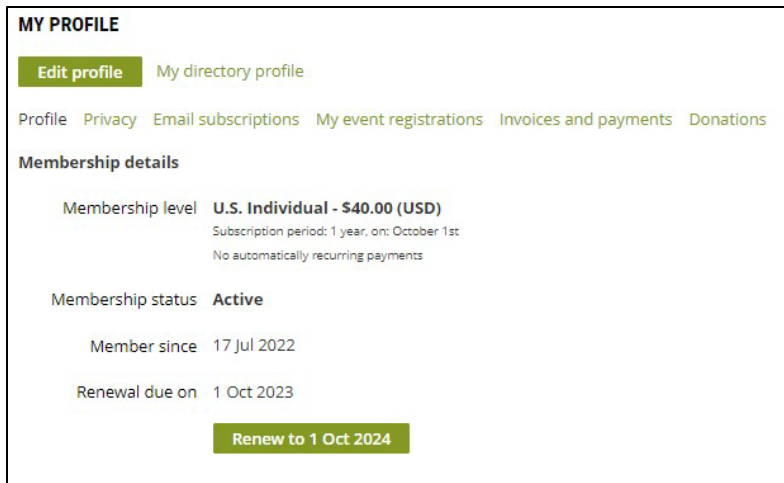 MY PROFILE
Edit profile My directory profile
Profile Privacy Email subscriptions My event registrations Invoices and payments Donations
Membership details
Membership level U.S. Individual - $40.00 (USD)
Subscription period: 1 year, on: October 1st
No automatically recurring payments
Membership status Active
Member since 17 Jul 2022
Renewal due on 1 Oct 2023
Renew to 1 Oct 2024